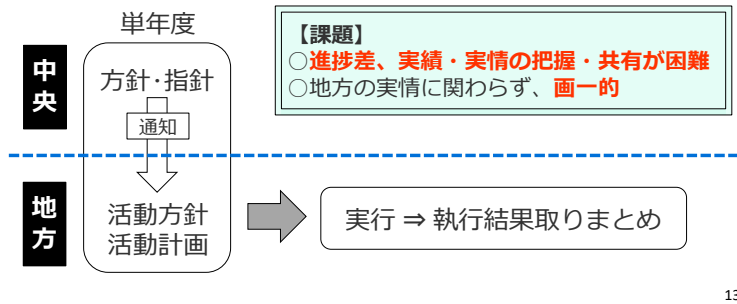 単年度
【課題】
○進捗差、実績・実情の把握・共有が困難
○地方の実情に関わらず、画一的
中央
方針・指針
通知
地方
活動方針
活動計画
実行 ⇒ 執行結果取りまとめ
13